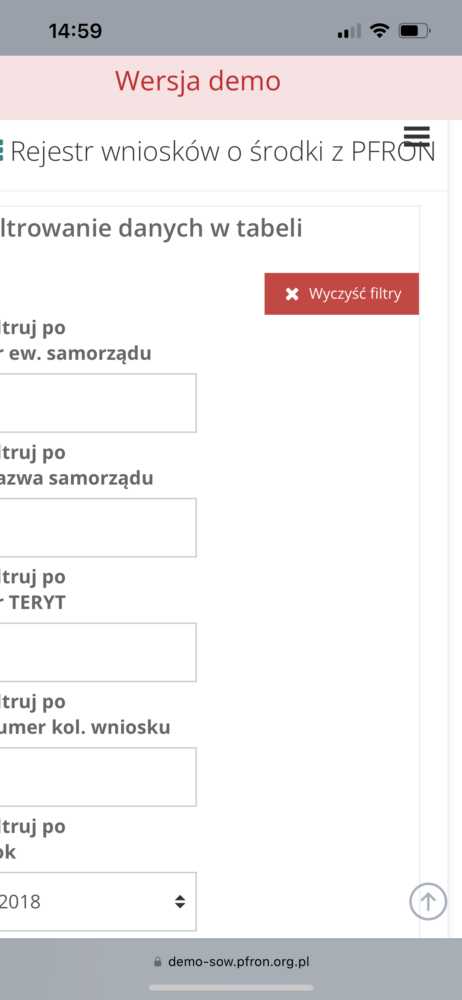 14:59
Wersja demo
Rejestr wniosków o środki z PFRON
ltrowanie danych w tabeli
Wyczyść filtry
ltruj po
r ew. samorządu
ltruj po
azwa samorządu
ltruj po
r TERYT
ltruj po
umer kol. wniosku
ltruj po
ok
2018
demo-sow.pfron.org.pl